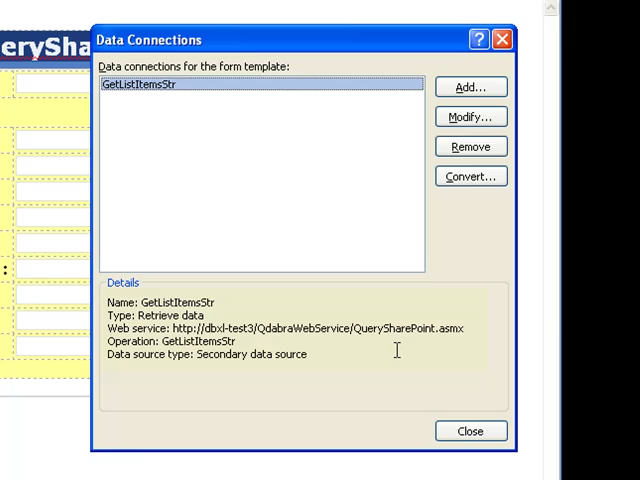 erySha
Data Connections
Data connections for the form template:
GetListItemsStr
Add...
Modify...
Remove
Convert...
:
Details
Name: GetListItemsStr
Type: Retrieve data
Web service: http://dbxl-test3/QdabraWebService/QuerySharePoint.asmx
Operation: GetListItemsStr
Data source type: Secondary data source
Close